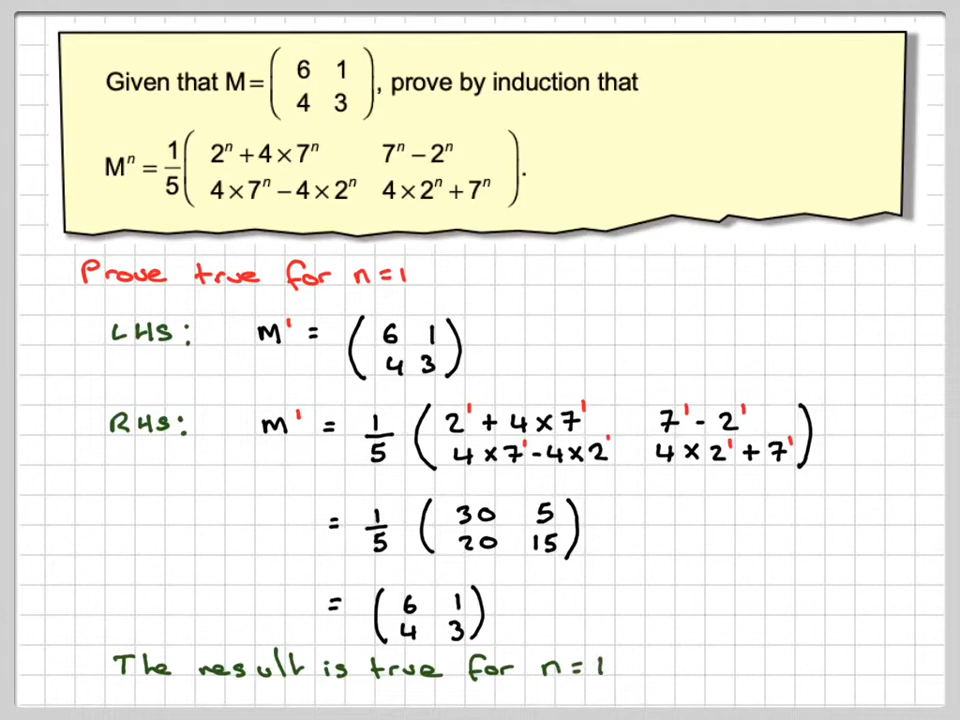 Given that M = ( 6 1 ; 4 3 ), prove by induction that
Mⁿ = 1/5 ( 2ⁿ + 4 × 7ⁿ 7ⁿ − 2ⁿ ; 4 × 7ⁿ − 4 × 2ⁿ 4 × 2ⁿ + 7ⁿ ).
Prove true for n=1
LHS: M¹ = ( 6 1 ; 4 3 )
RHS: M¹ = 1/5 ( 2¹ + 4 × 7¹ 7¹ - 2¹ ; 4 × 7¹ - 4 × 2¹ 4 × 2¹ + 7¹ )
= 1/5 ( 30 5 ; 20 15 )
= ( 6 1 ; 4 3 )
The result is true for n=1